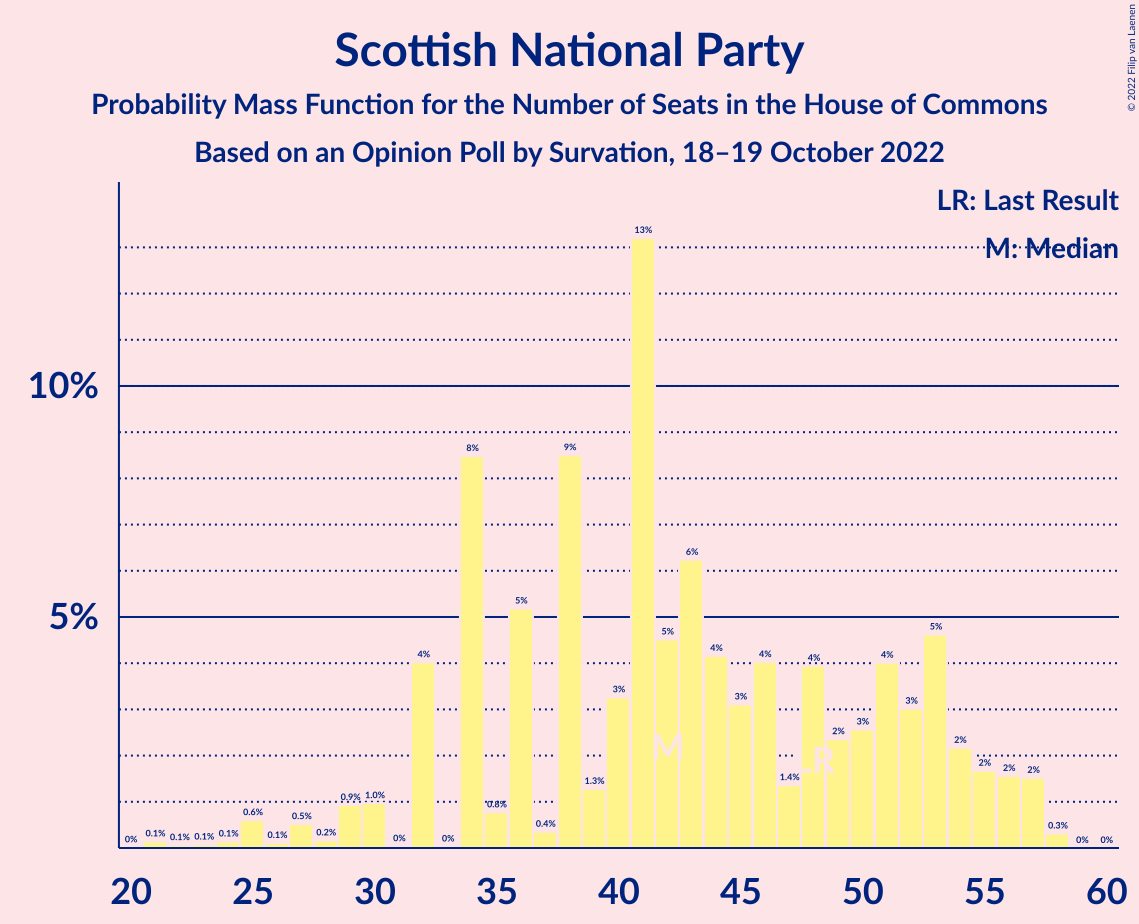 Scottish National Party
Probability Mass Function for the Number of Seats in the House of Commons
Based on an Opinion Poll by Survation, 18–19 October 2022
© 2022 Filip van Laenen
LR: Last Result
M: Median
10%
5%
0% 0.1% 0.1% 0.1% 0.1% 0.6% 0.1% 0.5% 0.2% 0.9% 1.0% 0% 4% 0% 8% 0.8% 5% 0.4% 9% 1.3% 3% 13% 5% 6% 4% 3% 4% 1.4% 4% 2% 3% 4% 3% 5% 2% 2% 2% 2% 0.3% 0% 0%
M LR
20 25 30 35 40 45 50 55 60